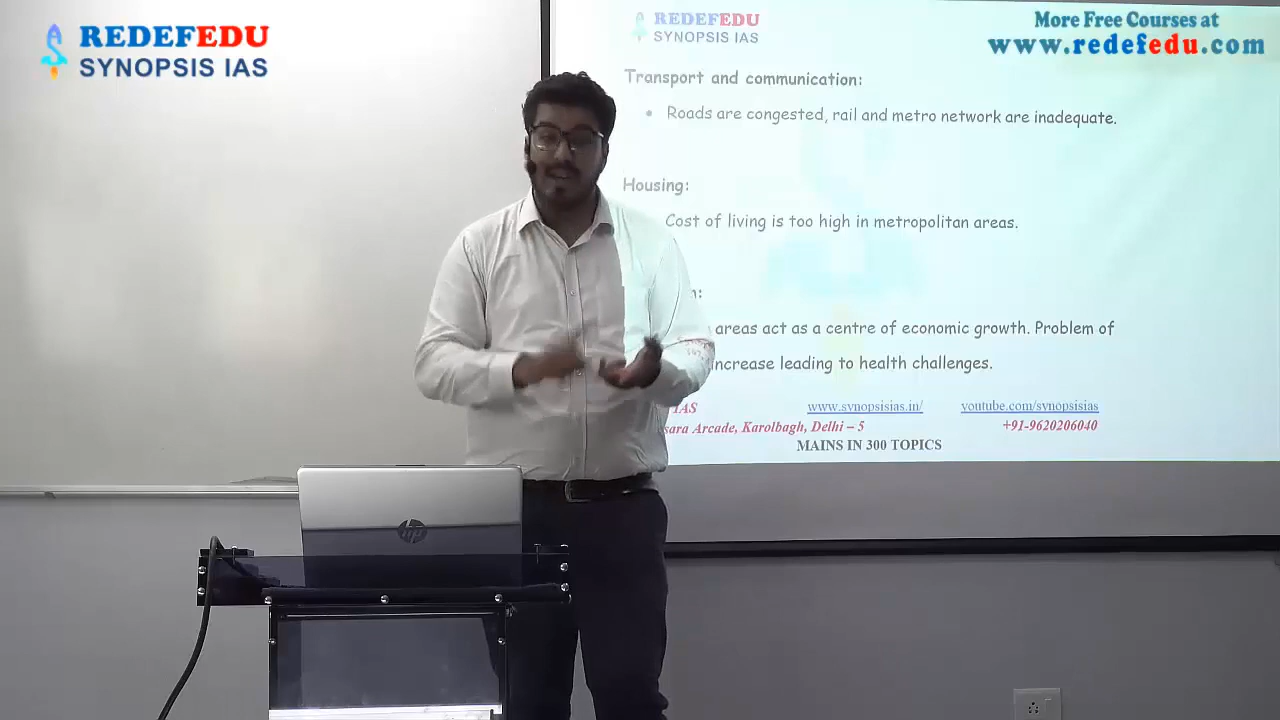 REDEFEDU
SYNOPSIS IAS
REDEFEDU
SYNOPSIS IAS
More Free Courses at
www.redefedu.com
Transport and communication:
• Roads are congested, rail and metro network are inadequate.
Housing:
Cost of living is too high in metropolitan areas.
areas act as a centre of economic growth. Problem of
increase leading to health challenges.
IAS
www.synopsisias.in/
youtube.com/synopsisias
Arcade, Karolbagh, Delhi – 5
+91-9620206040
MAINS IN 300 TOPICS
hp